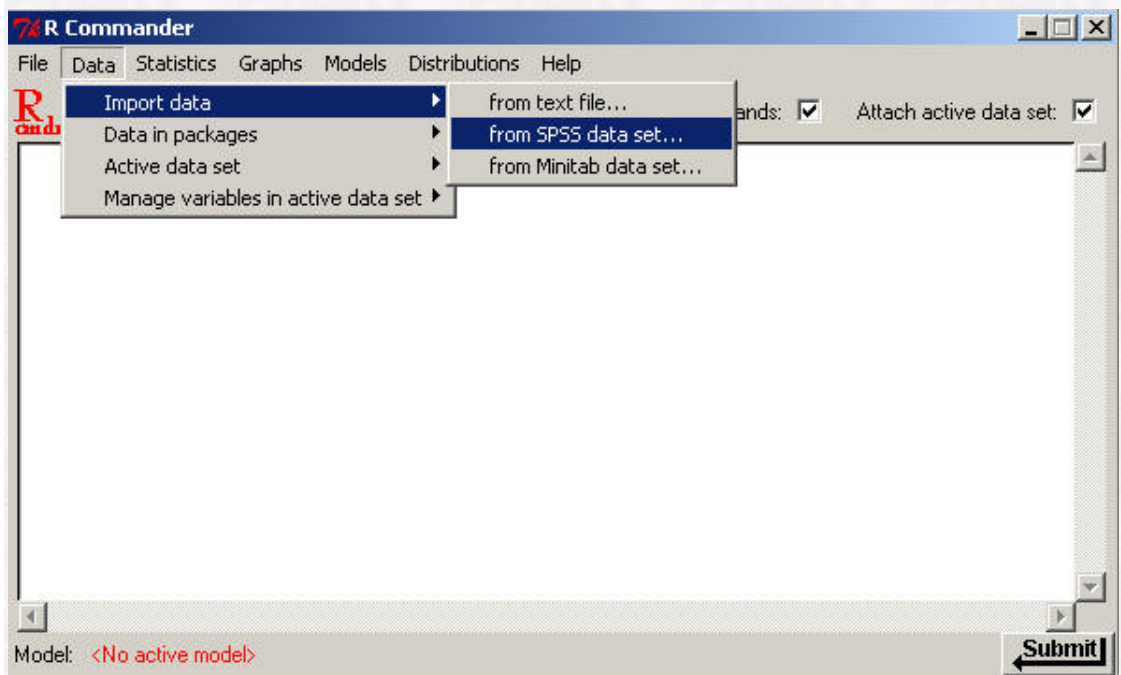 R Commander
File Data Statistics Graphs Models Distributions Help
R
Import data
Data in packages
Active data set
Manage variables in active data set
from text file...
from SPSS data set...
from Minitab data set...
Attach active data set:
Model: <No active model>
Submit